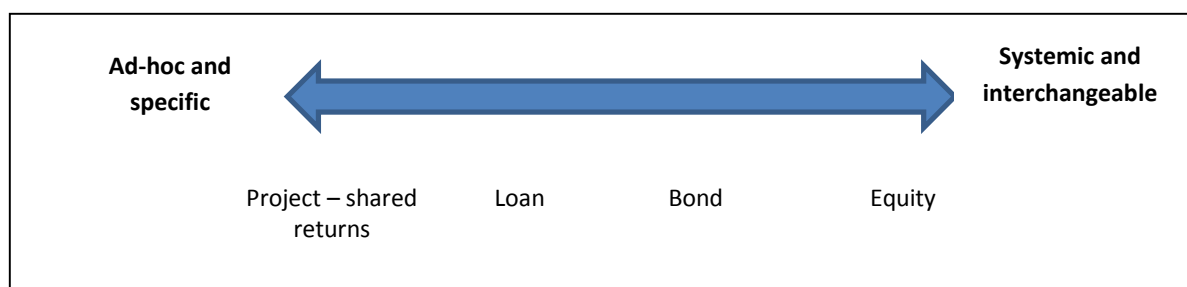 Ad-hoc and
specific
Systemic and
interchangeable
Project – shared
returns
Loan
Bond
Equity